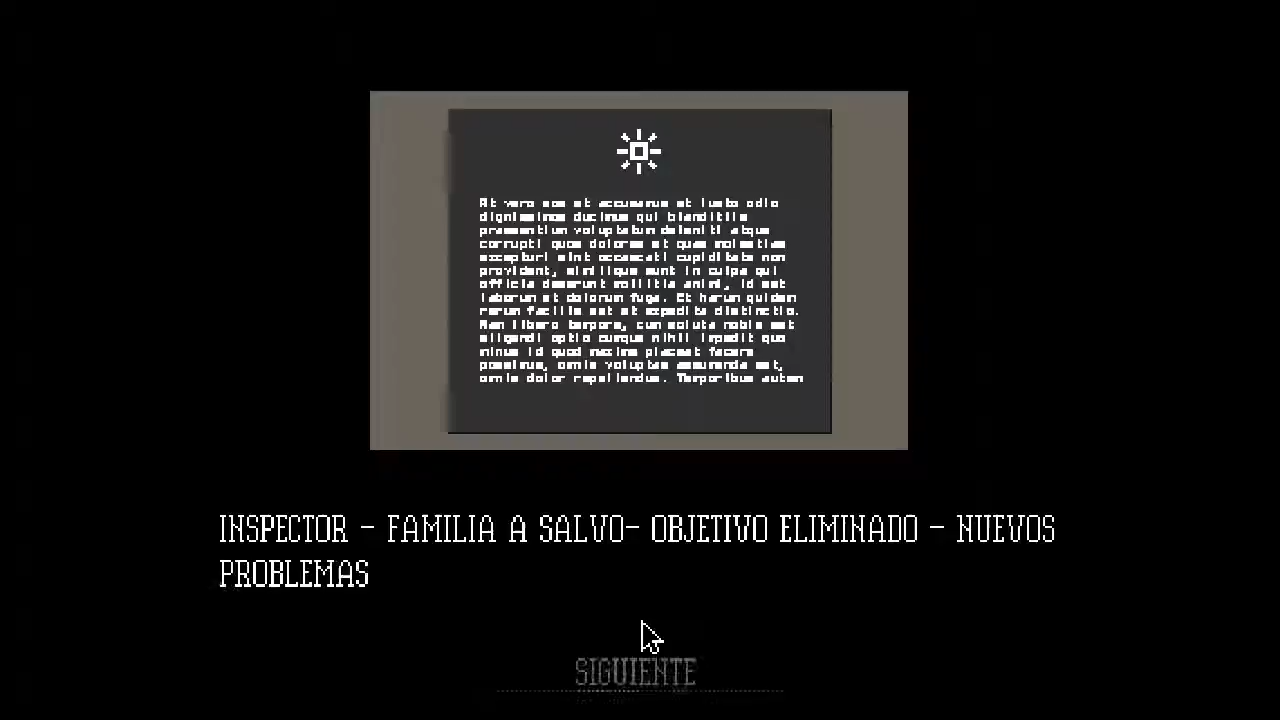 At vero eos et accusamus et iusto odio
dignissimos ducimus qui blanditiis
praesentium voluptatum deleniti atque
corrupti quos dolores et quas molestias
excepturi sint occaecati cupiditate non
provident, similique sunt in culpa qui
officia deserunt mollitia animi, id est
laborum et dolorum fuga. Et harum quidem
rerum facilis est et expedita distinctio.
Nam libero tempore, cum soluta nobis est
eligendi optio cumque nihil impedit quo
minus id quod maxime placeat facere
possimus, omnis voluptas assumenda est,
omnis dolor repellendus. Temporibus autem
INSPECTOR - FAMILIA A SALVO- OBJETIVO ELIMINADO - NUEVOS
PROBLEMAS
SIGUIENTE